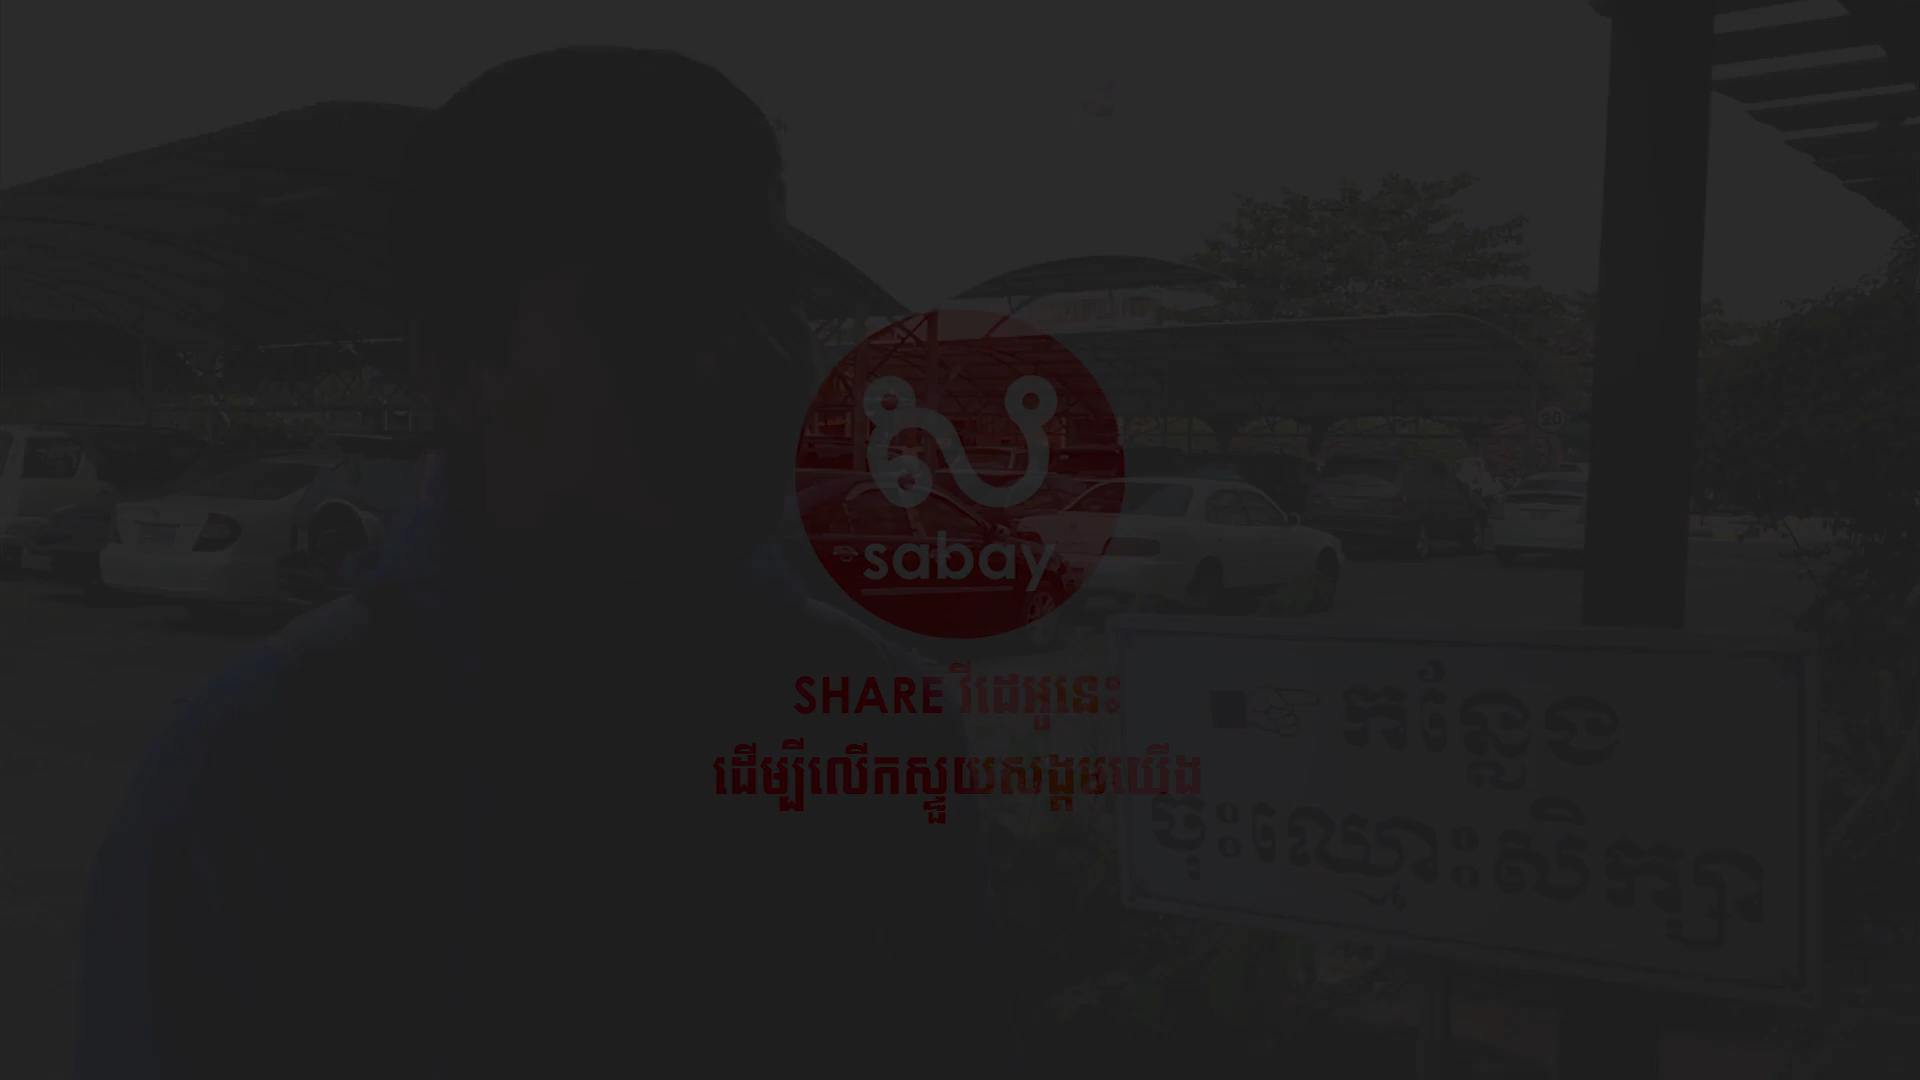 sabay
SHARE វីដេអូនេះ
ដើម្បីលើកស្ទួយសង្គមយើង
កន្លែង
ចុះឈ្មោះសិក្សា
20